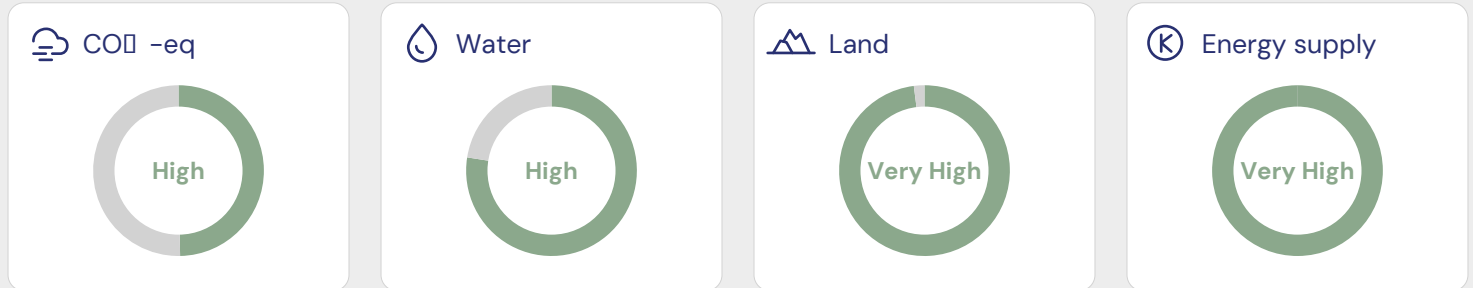 CO▯ -eq
Water
Land
Energy supply
High
High
Very High
Very High